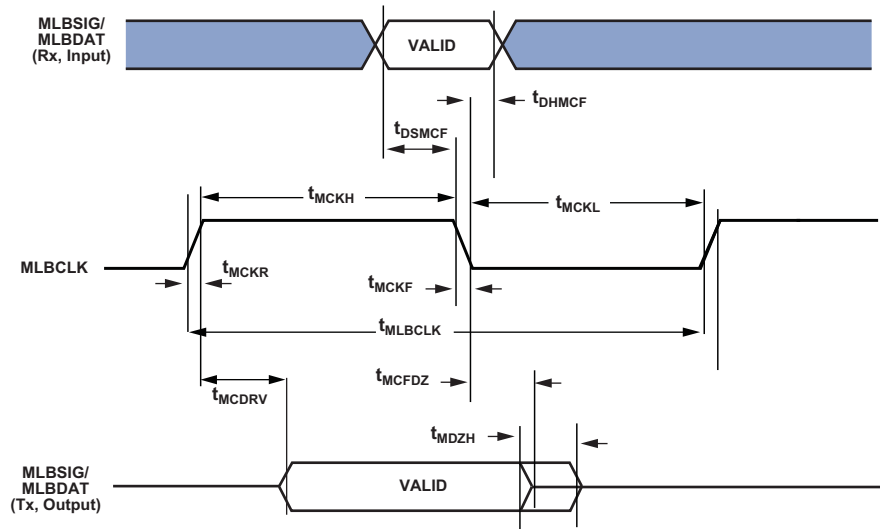 MLBSIG/
MLBDAT
(Rx, Input)
VALID
tDHMCF
tDSMCF
tMCKH
tMCKL
MLBCLK
tMCKR
tMCKF
tMLBCLK
tMCFDZ
tMCDRV
tMDZH
MLBSIG/
MLBDAT
(Tx, Output)
VALID